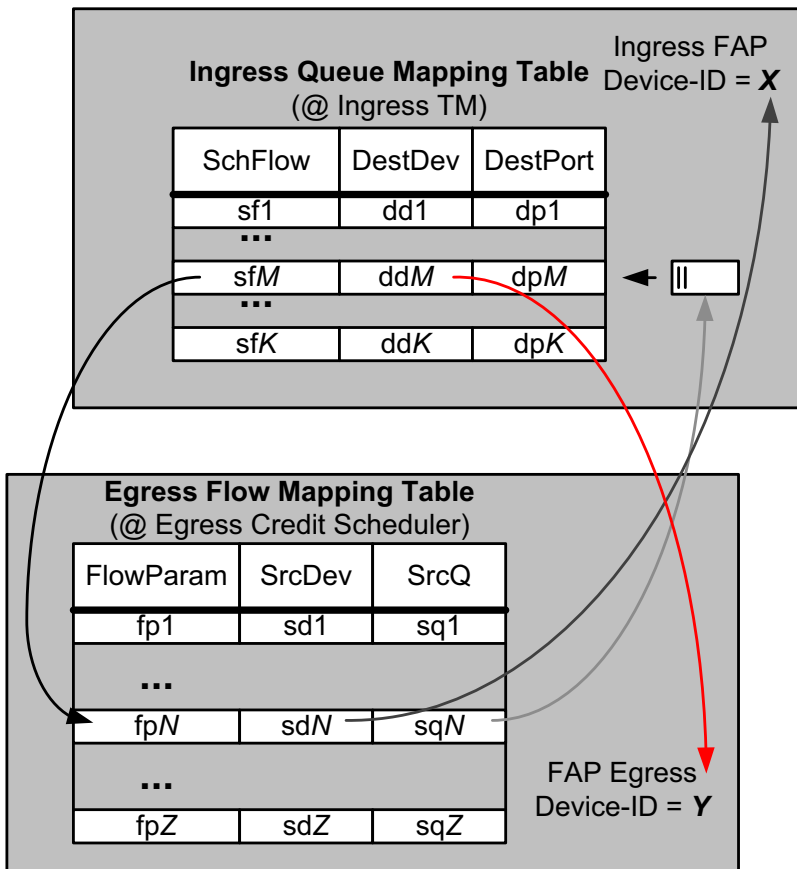 Ingress FAP
Device-ID = X
Ingress Queue Mapping Table
(@ Ingress TM)
SchFlow DestDev DestPort
sf1 dd1 dp1
...
sfM ddM dpM
...
sfK ddK dpK
Egress Flow Mapping Table
(@ Egress Credit Scheduler)
FlowParam SrcDev SrcQ
fp1 sd1 sq1
...
fpN sdN sqN
...
fpZ sdZ sqZ
FAP Egress
Device-ID = Y